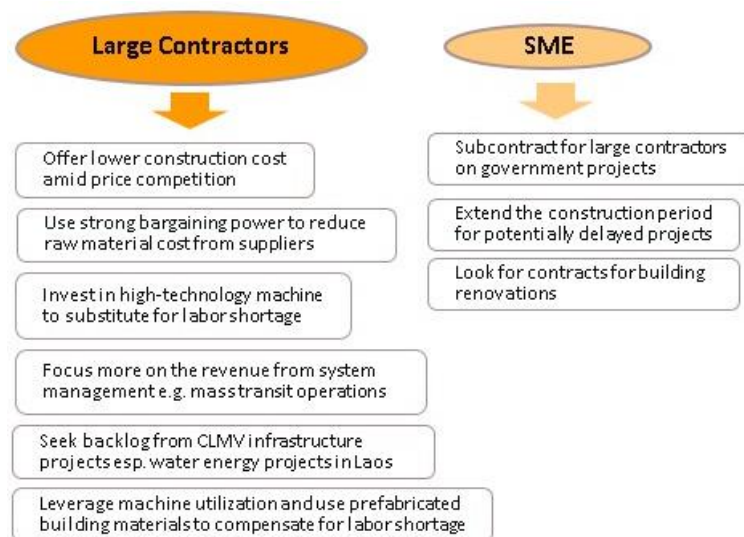 Large Contractors
Offer lower construction cost
amid price competition
Use strong bargaining power to reduce
raw material cost from suppliers
Invest in high-technology machine
to substitute for labor shortage
Focus more on the revenue from system
management e.g. mass transit operations
Seek backlog from CLMV infrastructure
projects esp. water energy projects in Laos
Leverage machine utilization and use prefabricated
building materials to compensate for labor shortage
SME
Subcontract for large contractors
on government projects
Extend the construction period
for potentially delayed projects
Look for contracts for building
renovations